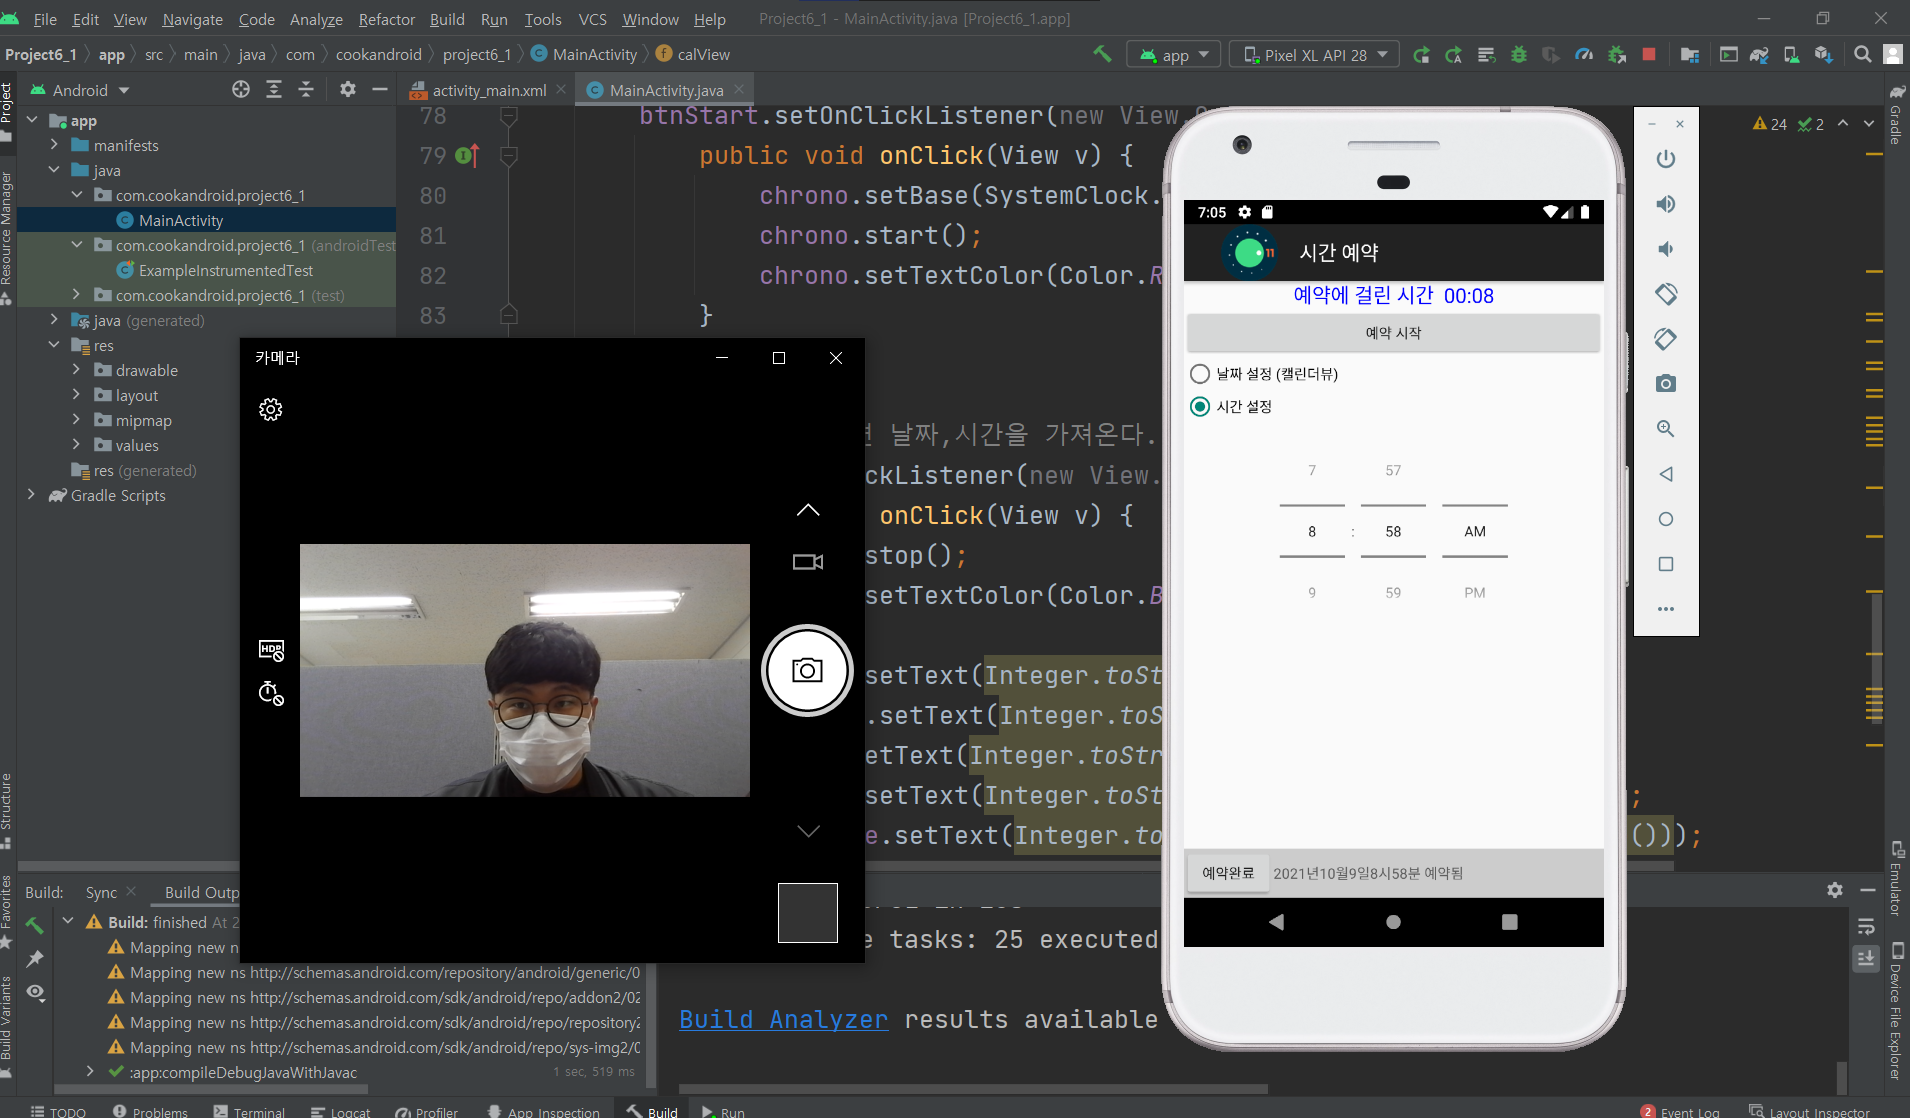 File Edit View Navigate Code Analyze Refactor Build Run Tools VCS Window Help Project6_1 - MainActivity.java [Project6_1.app]
Project6_1 app src main java com cookandroid project6_1 MainActivity calView app Pixel XL API 28
Android
activity_main.xml
MainActivity.java
Project
Resource Manager
Structure
Favorites
Build Variants
app
manifests
java
com.cookandroid.project6_1
MainActivity
com.cookandroid.project6_1 (androidTest
ExampleInstrumentedTest
com.cookandroid.project6_1 (test)
java (generated)
res
drawable
layout
mipmap
values
res (generated)
Gradle Scripts
78 btnStart.setOnClickListener(new View.
79 public void onClick(View v) {
80 chrono.setBase(SystemClock.
81 chrono.start();
82 chrono.setTextColor(Color.R
83 }
날짜,시간을 가져온다.
ckListener(new View.
onClick(View v) {
stop();
setTextColor(Color.B
setText(Integer.toSt
.setText(Integer.toS
etText(Integer.toStr
setText(Integer.toSt ;
e.setText(Integer.to ()));
24 2
Gradle
Emulator
Device File Explorer
카메라
HDR
7:05
11
시간 예약
예약에 걸린 시간 00:08
예약 시작
날짜 설정 (캘린더뷰)
시간 설정
7 57
8 : 58 AM
9 59 PM
예약완료 2021년10월9일8시58분 예약됨
Build: Sync Build Outp
Build: finished At 2
Mapping new n
Mapping new ns http://schemas.android.com/repository/android/generic/0
Mapping new ns http://schemas.android.com/sdk/android/repo/addon2/02
Mapping new ns http://schemas.android.com/sdk/android/repo/repository2
Mapping new ns http://schemas.android.com/sdk/android/repo/sys-img2/0
:app:compileDebugJavaWithJavac 1 sec, 519 ms
e tasks: 25 executed
Build Analyzer results available
TODO Problems Terminal Logcat Profiler App Inspection Build Run 2 Event Log Layout Inspector